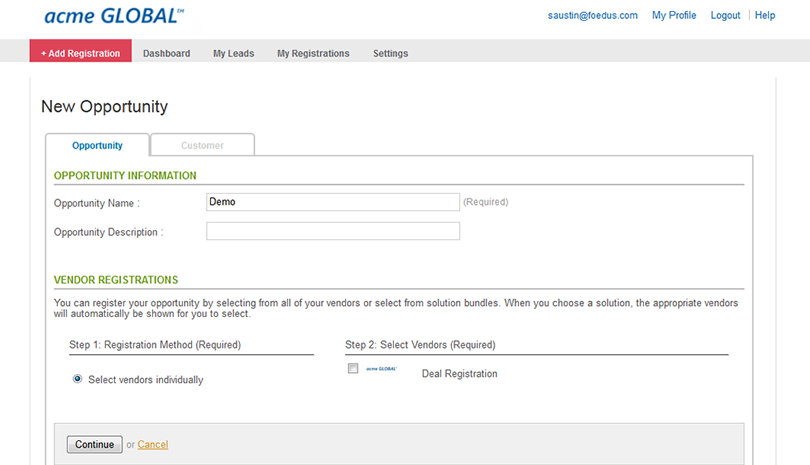 acme GLOBAL™
saustin@foedus.com My Profile Logout Help
+ Add Registration Dashboard My Leads My Registrations Settings
New Opportunity
Opportunity Customer
OPPORTUNITY INFORMATION
Opportunity Name : Demo (Required)
Opportunity Description :
VENDOR REGISTRATIONS
You can register your opportunity by selecting from all of your vendors or select from solution bundles. When you choose a solution, the appropriate vendors
will automatically be shown for you to select.
Step 1: Registration Method (Required) Step 2: Select Vendors (Required)
Select vendors individually acme GLOBAL™ Deal Registration
Continue or Cancel